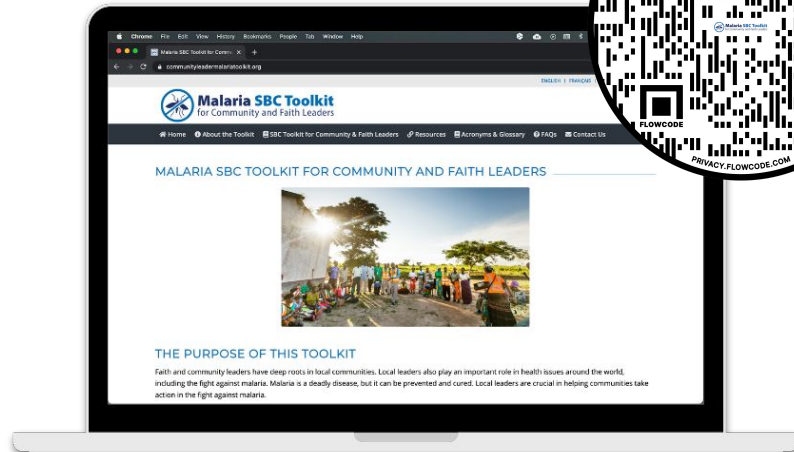 Chrome File Edit View History Bookmarks People Tab Window Help
Malaria SBC Toolkit for Commu
communityleadermalariatoolkit.org
ENGLISH | FRANÇAIS
Malaria SBC Toolkit
for Community and Faith Leaders
Home About the Toolkit SBC Toolkit for Community & Faith Leaders Resources Acronyms & Glossary FAQs Contact Us
MALARIA SBC TOOLKIT FOR COMMUNITY AND FAITH LEADERS
THE PURPOSE OF THIS TOOLKIT
Faith and community leaders have deep roots in local communities. Local leaders also play an important role in health issues around the world,
including the fight against malaria. Malaria is a deadly disease, but it can be prevented and cured. Local leaders are crucial in helping communities take
action in the fight against malaria.
Malaria SBC Toolkit
for Community and Faith Leaders
FLOWCODE
PRIVACY.FLOWCODE.COM